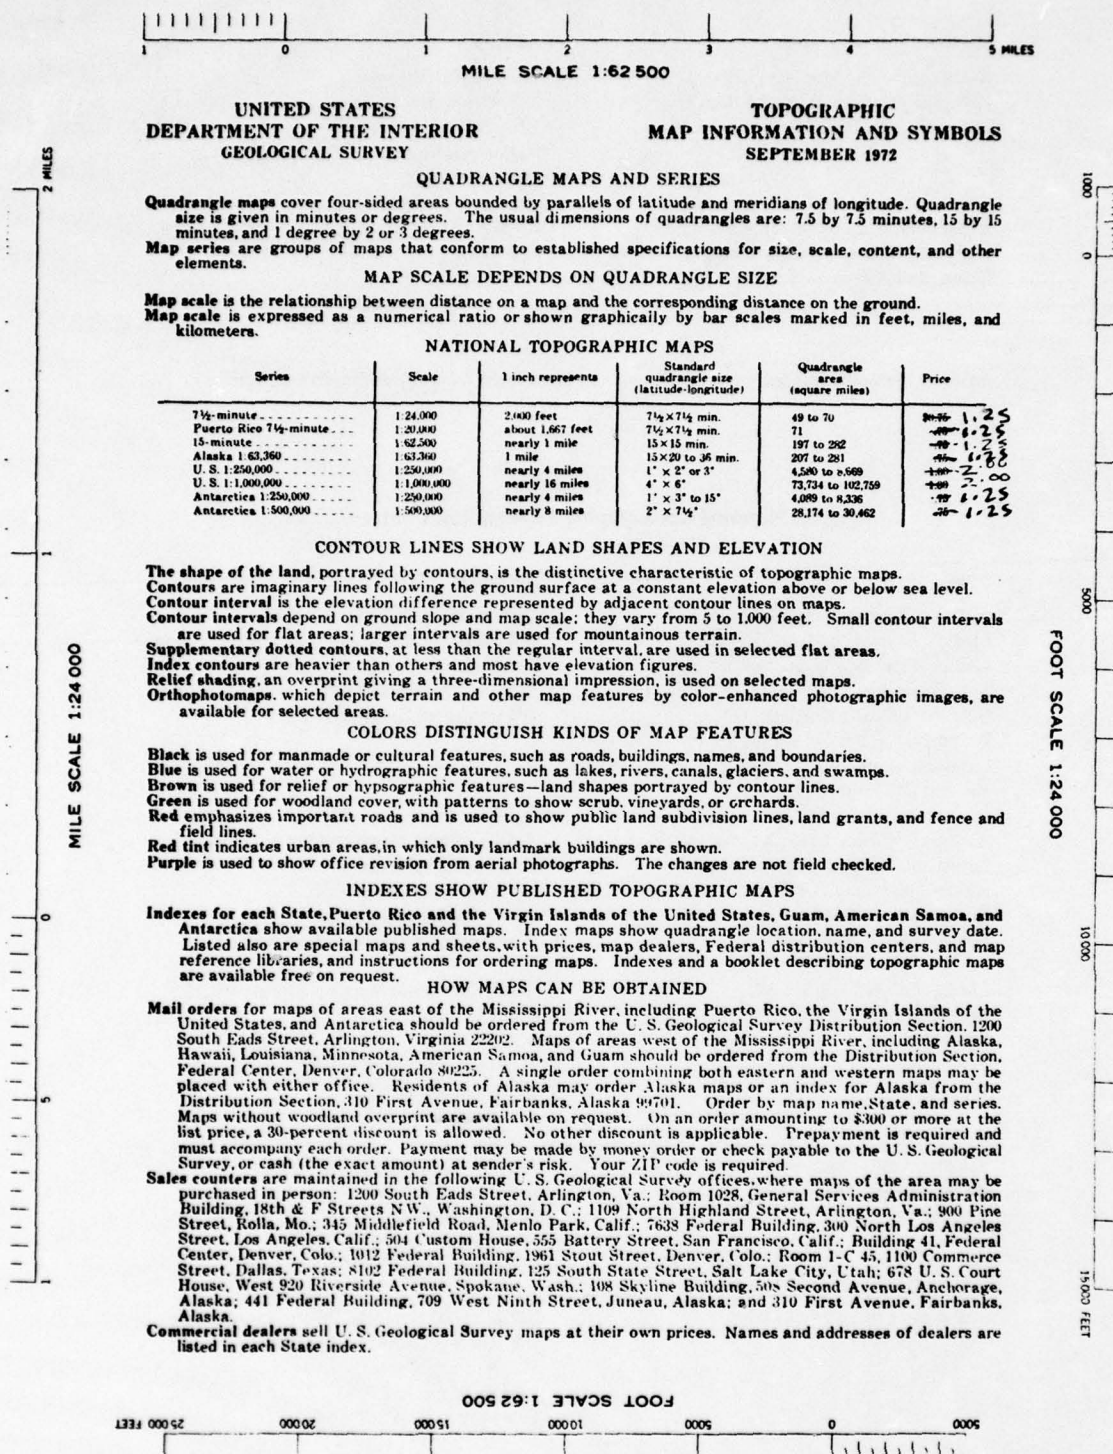 1 0 1 2 3 4 5 MILES
MILE SCALE 1:62 500
UNITED STATES
DEPARTMENT OF THE INTERIOR
GEOLOGICAL SURVEY
TOPOGRAPHIC
MAP INFORMATION AND SYMBOLS
SEPTEMBER 1972
QUADRANGLE MAPS AND SERIES
Quadrangle maps cover four-sided areas bounded by parallels of latitude and meridians of longitude. Quadrangle
size is given in minutes or degrees. The usual dimensions of quadrangles are: 7.5 by 7.5 minutes, 15 by 15
minutes, and 1 degree by 2 or 3 degrees.
Map series are groups of maps that conform to established specifications for size, scale, content, and other
elements.
MAP SCALE DEPENDS ON QUADRANGLE SIZE
Map scale is the relationship between distance on a map and the corresponding distance on the ground.
Map scale is expressed as a numerical ratio or shown graphically by bar scales marked in feet, miles, and
kilometers.
NATIONAL TOPOGRAPHIC MAPS
Series Scale 1 inch represents Standard quadrangle size (latitude-longitude) Quadrangle area (square miles) Price
7½-minute 1:24,000 2,000 feet 7½×7½ min. 49 to 70 1.25
Puerto Rico 7½-minute 1:20,000 about 1,667 feet 7½×7½ min. 71 1.25
15-minute 1:62,500 nearly 1 mile 15×15 min. 197 to 282 1.25
Alaska 1:63,360 1:63,360 1 mile 15×20 to 36 min. 207 to 281 1.25
U. S. 1:250,000 1:250,000 nearly 4 miles 1° × 2° or 3° 4,580 to 8,669 1.00 2.00
U. S. 1:1,000,000 1:1,000,000 nearly 16 miles 4° × 6° 73,734 to 102,759 1.00 2.00
Antarctica 1:250,000 1:250,000 nearly 4 miles 1° × 3° to 15° 4,089 to 8,336 1.25
Antarctica 1:500,000 1:500,000 nearly 8 miles 2° × 7½° 28,174 to 30,462 1.25
CONTOUR LINES SHOW LAND SHAPES AND ELEVATION
The shape of the land, portrayed by contours, is the distinctive characteristic of topographic maps.
Contours are imaginary lines following the ground surface at a constant elevation above or below sea level.
Contour interval is the elevation difference represented by adjacent contour lines on maps.
Contour intervals depend on ground slope and map scale; they vary from 5 to 1,000 feet. Small contour intervals
are used for flat areas; larger intervals are used for mountainous terrain.
Supplementary dotted contours, at less than the regular interval, are used in selected flat areas.
Index contours are heavier than others and most have elevation figures.
Relief shading, an overprint giving a three-dimensional impression, is used on selected maps.
Orthophotomaps, which depict terrain and other map features by color-enhanced photographic images, are
available for selected areas.
COLORS DISTINGUISH KINDS OF MAP FEATURES
Black is used for manmade or cultural features, such as roads, buildings, names, and boundaries.
Blue is used for water or hydrographic features, such as lakes, rivers, canals, glaciers, and swamps.
Brown is used for relief or hypsographic features—land shapes portrayed by contour lines.
Green is used for woodland cover, with patterns to show scrub, vineyards, or orchards.
Red emphasizes important roads and is used to show public land subdivision lines, land grants, and fence and
field lines.
Red tint indicates urban areas, in which only landmark buildings are shown.
Purple is used to show office revision from aerial photographs. The changes are not field checked.
INDEXES SHOW PUBLISHED TOPOGRAPHIC MAPS
Indexes for each State, Puerto Rico and the Virgin Islands of the United States, Guam, American Samoa, and
Antarctica show available published maps. Index maps show quadrangle location, name, and survey date.
Listed also are special maps and sheets, with prices, map dealers, Federal distribution centers, and map
reference libraries, and instructions for ordering maps. Indexes and a booklet describing topographic maps
are available free on request.
HOW MAPS CAN BE OBTAINED
Mail orders for maps of areas east of the Mississippi River, including Puerto Rico, the Virgin Islands of the
United States, and Antarctica should be ordered from the U. S. Geological Survey Distribution Section, 1200
South Eads Street, Arlington, Virginia 22202. Maps of areas west of the Mississippi River, including Alaska,
Hawaii, Louisiana, Minnesota, American Samoa, and Guam should be ordered from the Distribution Section,
Federal Center, Denver, Colorado 80225. A single order combining both eastern and western maps may be
placed with either office. Residents of Alaska may order Alaska maps or an index for Alaska from the
Distribution Section, 310 First Avenue, Fairbanks, Alaska 99701. Order by map name, State, and series.
Maps without woodland overprint are available on request. On an order amounting to $300 or more at the
list price, a 30-percent discount is allowed. No other discount is applicable. Prepayment is required and
must accompany each order. Payment may be made by money order or check payable to the U. S. Geological
Survey, or cash (the exact amount) at sender's risk. Your ZIP code is required.
Sales counters are maintained in the following U. S. Geological Survey offices, where maps of the area may be
purchased in person: 1200 South Eads Street, Arlington, Va.; Room 1028, General Services Administration
Building, 18th & F Streets NW., Washington, D. C.; 1109 North Highland Street, Arlington, Va.; 900 Pine
Street, Rolla, Mo.; 345 Middlefield Road, Menlo Park, Calif.; 7638 Federal Building, 300 North Los Angeles
Street, Los Angeles, Calif.; 504 Custom House, 555 Battery Street, San Francisco, Calif.; Building 41, Federal
Center, Denver, Colo.; 1012 Federal Building, 1961 Stout Street, Denver, Colo.; Room 1-C 45, 1100 Commerce
Street, Dallas, Texas; 8102 Federal Building, 125 South State Street, Salt Lake City, Utah; 678 U. S. Court
House, West 920 Riverside Avenue, Spokane, Wash.; 108 Skyline Building, 508 Second Avenue, Anchorage,
Alaska; 441 Federal Building, 709 West Ninth Street, Juneau, Alaska; and 310 First Avenue, Fairbanks,
Alaska.
Commercial dealers sell U. S. Geological Survey maps at their own prices. Names and addresses of dealers are
listed in each State index.
2 MILES 1 0 5 1
MILE SCALE 1:24 000
1000 0 5000 10 000 15 000 FEET
FOOT SCALE 1:24 000
FOOT SCALE 1:62 500
25 000 FEET 20 000 15 000 10 000 5000 0 5000